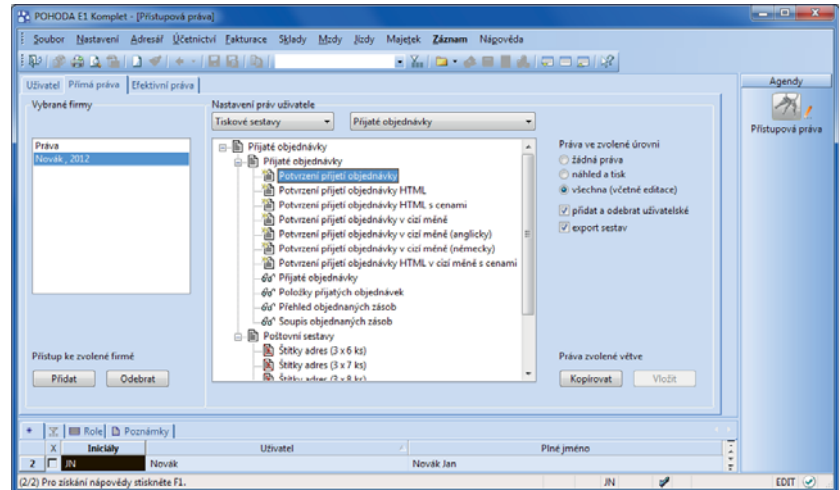 POHODA E1 Komplet - [Přístupová práva]
Soubor Nastavení Adresář Účetnictví Fakturace Sklady Mzdy Jízdy Majetek Záznam Nápověda
Uživatel Přímá práva Efektivní práva
Agendy
Vybrané firmy
Nastavení práv uživatele
Tiskové sestavy
Přijaté objednávky
Přístupová práva
Práva
Novák , 2012
Přijaté objednávky
Přijaté objednávky
Potvrzení přijetí objednávky
Potvrzení přijetí objednávky HTML
Potvrzení přijetí objednávky HTML s cenami
Potvrzení přijetí objednávky v cizí měně
Potvrzení přijetí objednávky v cizí měně (anglicky)
Potvrzení přijetí objednávky v cizí měně (německy)
Potvrzení přijetí objednávky HTML v cizí měně s cenami
Přijaté objednávky
Položky přijatých objednávek
Přehled objednaných zásob
Soupis objednaných zásob
Poštovní sestavy
Štítky adres (3 x 6 ks)
Štítky adres (3 x 7 ks)
Štítky adres (3 x 8 ks)
Práva ve zvolené úrovni
žádná práva
náhled a tisk
všechna (včetně editace)
přidat a odebrat uživatelské
export sestav
Přístup ke zvolené firmě
Přidat Odebrat
Práva zvolené větve
Kopírovat Vložit
* Role Poznámky
X Iniciály Uživatel Plné jméno
2 JN Novák Novák Jan
(2/2) Pro získání nápovědy stiskněte F1. JN EDIT